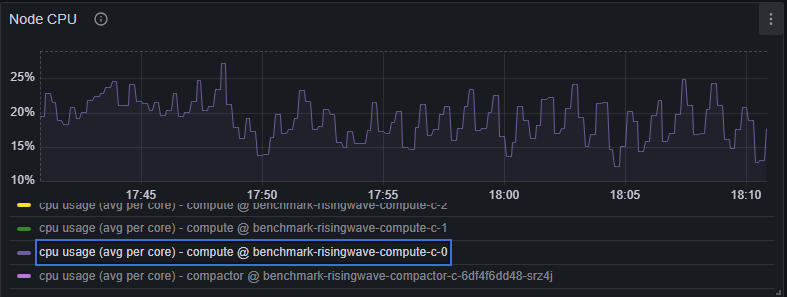 Node CPU
25%
20%
15%
10%
17:45 17:50 17:55 18:00 18:05 18:10
cpu usage (avg per core) - compute @ benchmark-risingwave-compute-c-2
cpu usage (avg per core) - compute @ benchmark-risingwave-compute-c-1
cpu usage (avg per core) - compute @ benchmark-risingwave-compute-c-0
cpu usage (avg per core) - compactor @ benchmark-risingwave-compactor-c-6df4f6dd48-srz4j